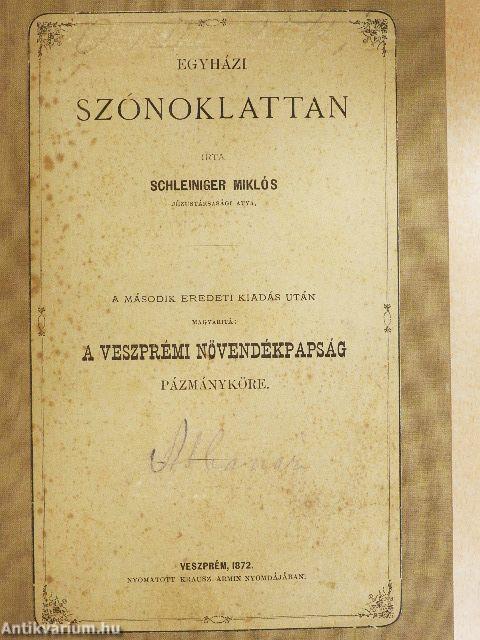 EGYHÁZI
SZÓNOKLATTAN
IRTA
SCHLEINIGER MIKLÓS
JÉZUSTÁRSASÁGI ATYA.
A MÁSODIK EREDETI KIADÁS UTÁN
MAGYARITÁ:
A VESZPRÉMI NÖVENDÉKPAPSÁG
PÁZMÁNYKÖRE.
VESZPRÉM, 1872.
NYOMATOTT KRAUSZ ARMIN NYOMDÁJÁBAN.
Antikvarium.hu